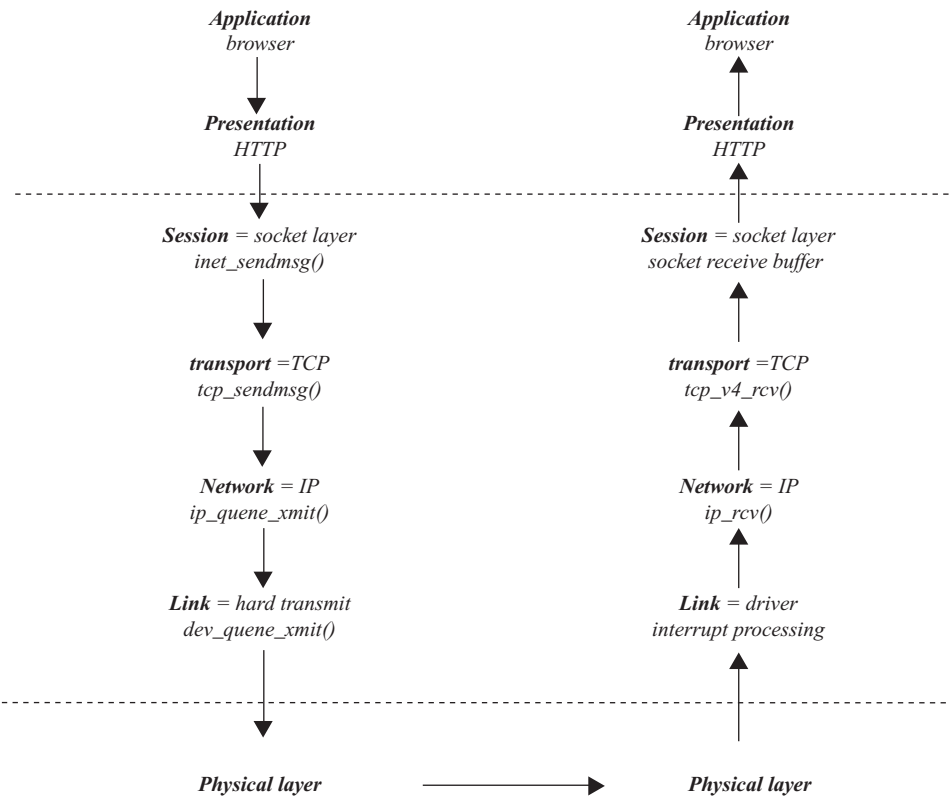 Application
browser
Presentation
HTTP
Session = socket layer
inet_sendmsg()
transport =TCP
tcp_sendmsg()
Network = IP
ip_quene_xmit()
Link = hard transmit
dev_quene_xmit()
Physical layer
Application
browser
Presentation
HTTP
Session = socket layer
socket receive buffer
transport =TCP
tcp_v4_rcv()
Network = IP
ip_rcv()
Link = driver
interrupt processing
Physical layer